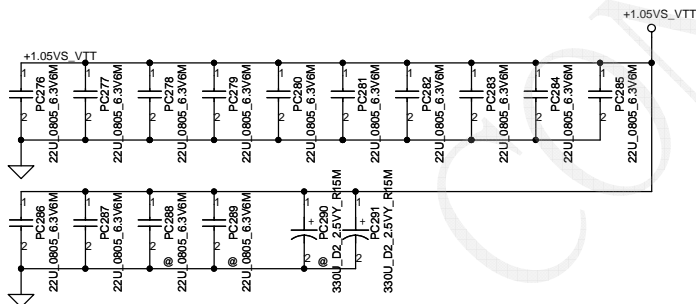 +1.05VS_VTT
+1.05VS_VTT
1
2
PC276
22U_0805_6.3V6M
1
2
PC277
22U_0805_6.3V6M
1
2
PC278
22U_0805_6.3V6M
1
2
PC279
22U_0805_6.3V6M
1
2
PC280
22U_0805_6.3V6M
1
2
PC281
22U_0805_6.3V6M
1
2
PC282
22U_0805_6.3V6M
1
2
PC283
22U_0805_6.3V6M
1
2
PC284
22U_0805_6.3V6M
1
2
PC285
22U_0805_6.3V6M
1
2
PC286
22U_0805_6.3V6M
1
2
PC287
22U_0805_6.3V6M
1
2
PC288
@
22U_0805_6.3V6M
1
2
PC289
@
22U_0805_6.3V6M
1
+
2
PC290
@
330U_D2_2.5VY_R15M
1
+
2
PC291
330U_D2_2.5VY_R15M
CON